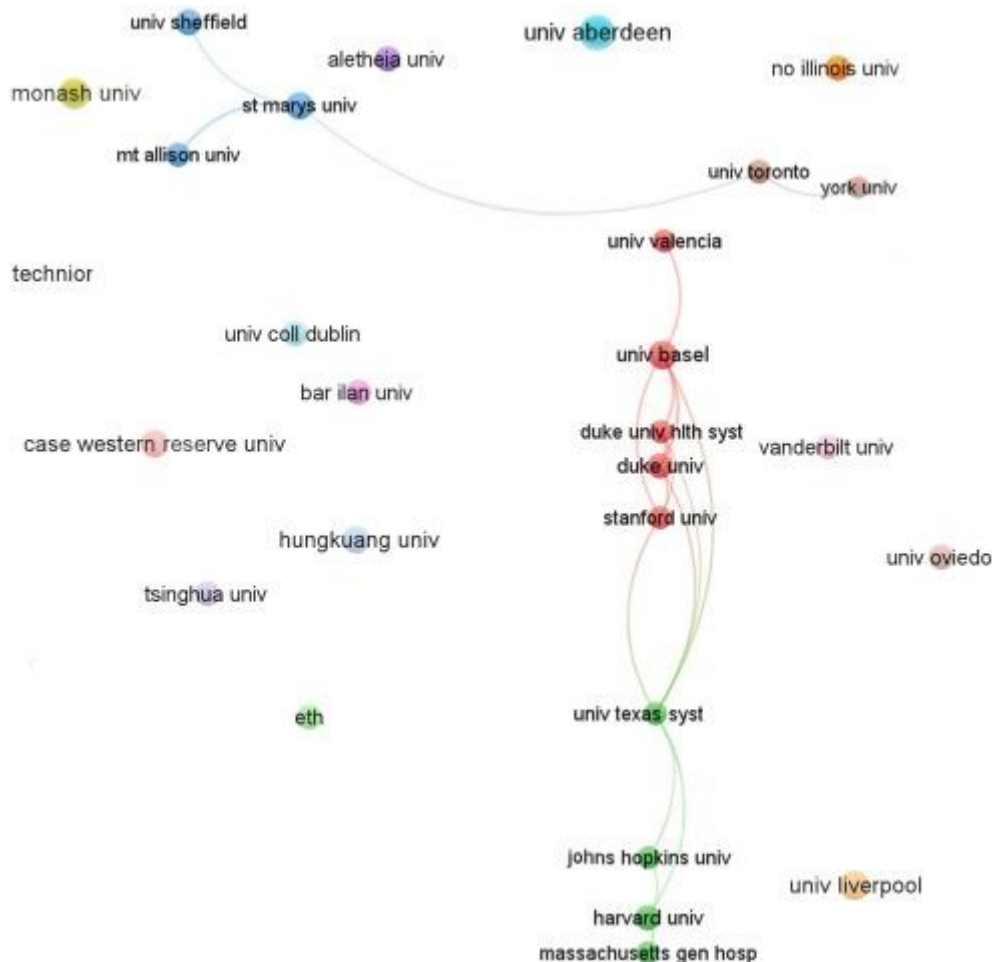 univ sheffield
univ aberdeen
aletheia univ
no illinois univ
monash univ
st marys univ
mt allison univ
univ toronto
york univ
univ valencia
technior
univ coll dublin
univ basel
bar ilan univ
duke univ hlth syst
case western reserve univ
vanderbilt univ
duke univ
stanford univ
hungkuang univ
univ oviedo
tsinghua univ
eth
univ texas syst
johns hopkins univ
univ liverpool
harvard univ
massachusetts gen hosp